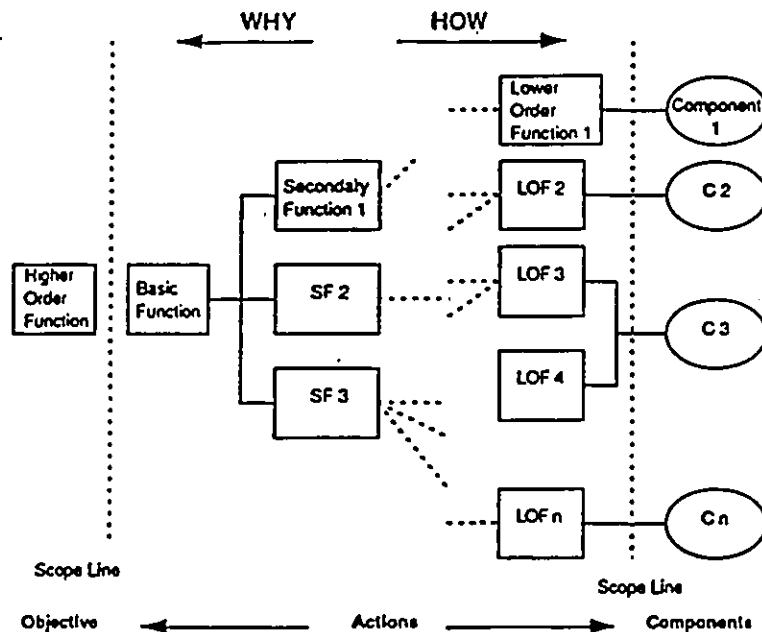 WHY
HOW
Lower
Order
Function 1
Component
1
Secondaly
Function 1
LOF 2
C 2
Higher
Order
Function
Basic
Function
SF 2
LOF 3
C 3
SF 3
LOF 4
LOF n
C n
Scope Line
Scope Line
Objective
Actions
Components